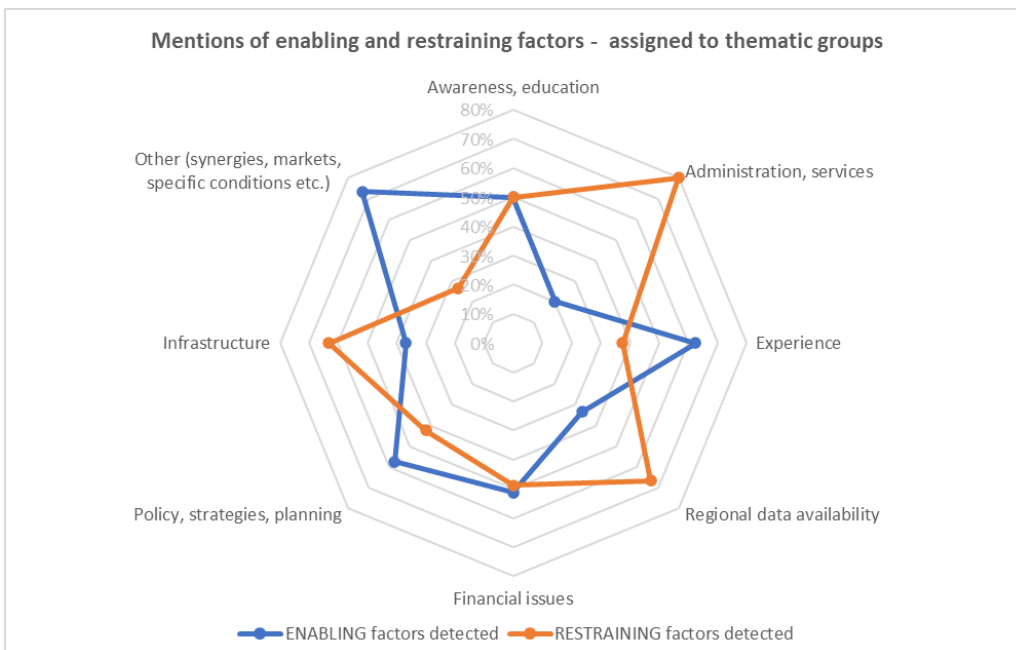 Mentions of enabling and restraining factors - assigned to thematic groups
Awareness, education
80%
70%
60%
50%
40%
30%
20%
10%
0%
Other (synergies, markets,
specific conditions etc.)
Administration, services
Infrastructure
Experience
Policy, strategies, planning
Regional data availability
Financial issues
ENABLING factors detected
RESTRAINING factors detected